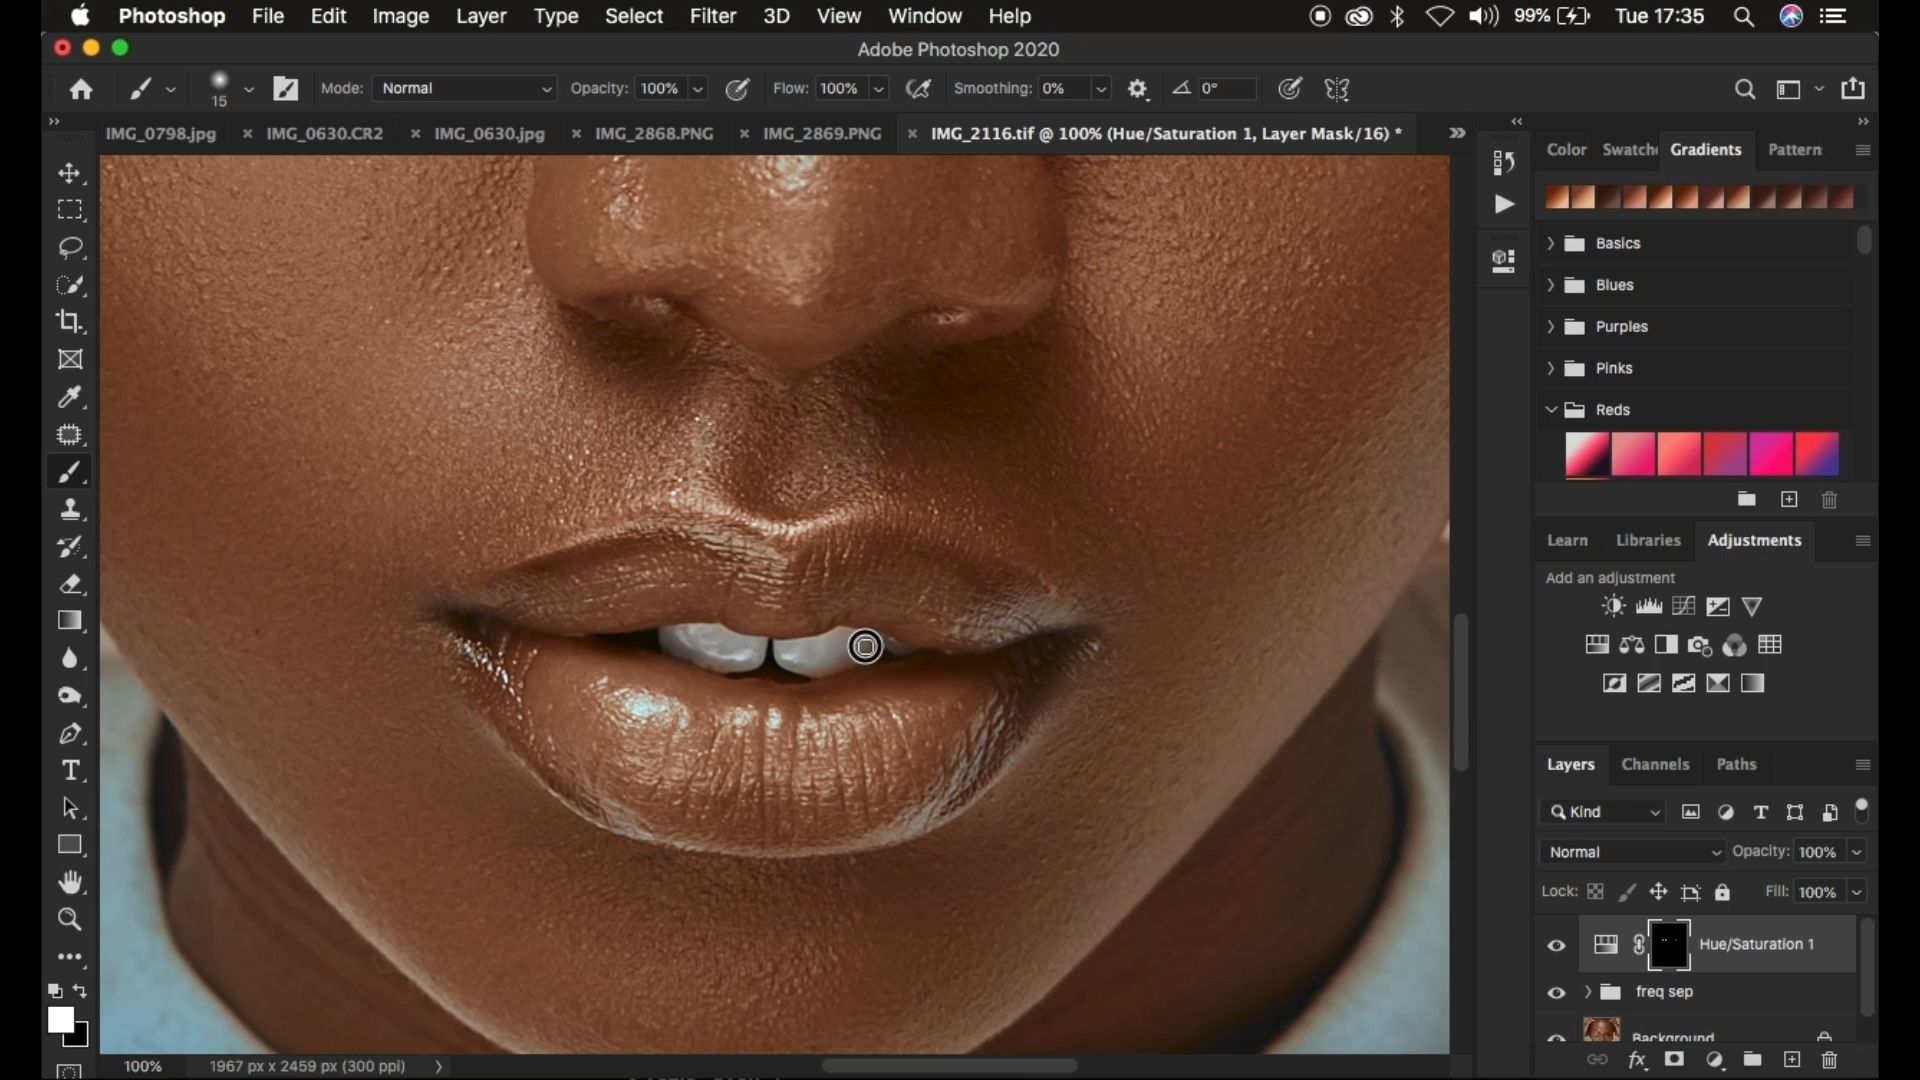 Photoshop File Edit Image Layer Type Select Filter 3D View Window Help 99% Tue 17:35
Adobe Photoshop 2020
15 Mode: Normal Opacity: 100% Flow: 100% Smoothing: 0% 0°
IMG_0798.jpg × IMG_0630.CR2 × IMG_0630.jpg × IMG_2868.PNG × IMG_2869.PNG × IMG_2116.tif @ 100% (Hue/Saturation 1, Layer Mask/16) *
Color Swatche Gradients Pattern
Basics
Blues
Purples
Pinks
Reds
Learn Libraries Adjustments
Add an adjustment
Layers Channels Paths
Kind
Normal Opacity: 100%
Lock: Fill: 100%
Hue/Saturation 1
freq sep
Background
100% 1967 px x 2459 px (300 ppi)